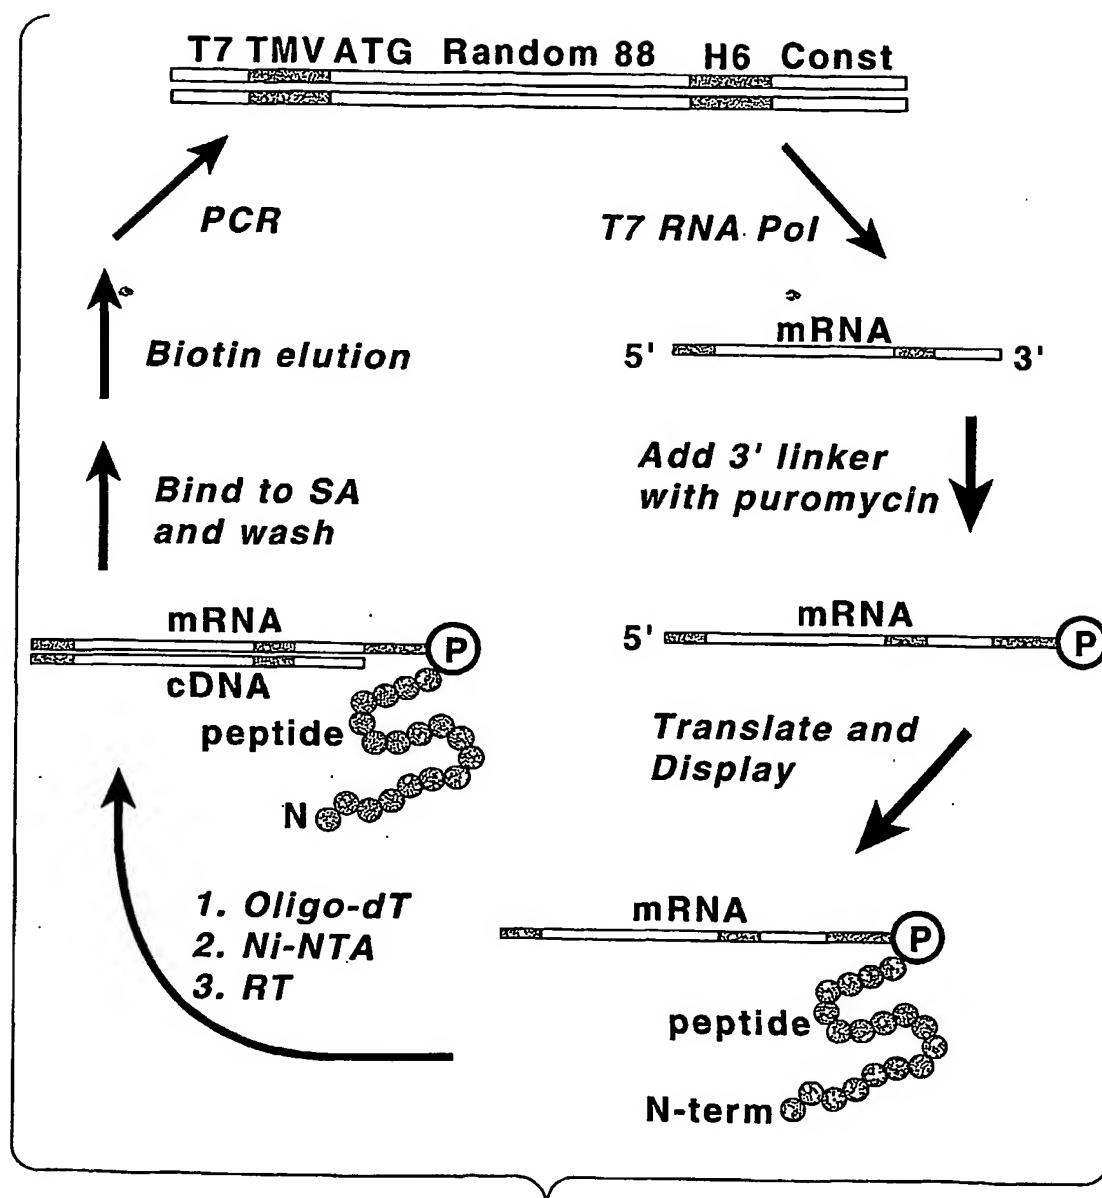 T7 TMV ATG Random 88 H6 Const
PCR
T7 RNA Pol
mRNA
5' 3'
Biotin elution
Add 3' linker
with puromycin
Bind to SA
and wash
mRNA
P
cDNA
peptide
N
mRNA
5'
P
Translate and
Display
1. Oligo-dT
2. Ni-NTA
3. RT
mRNA
P
peptide
N-term